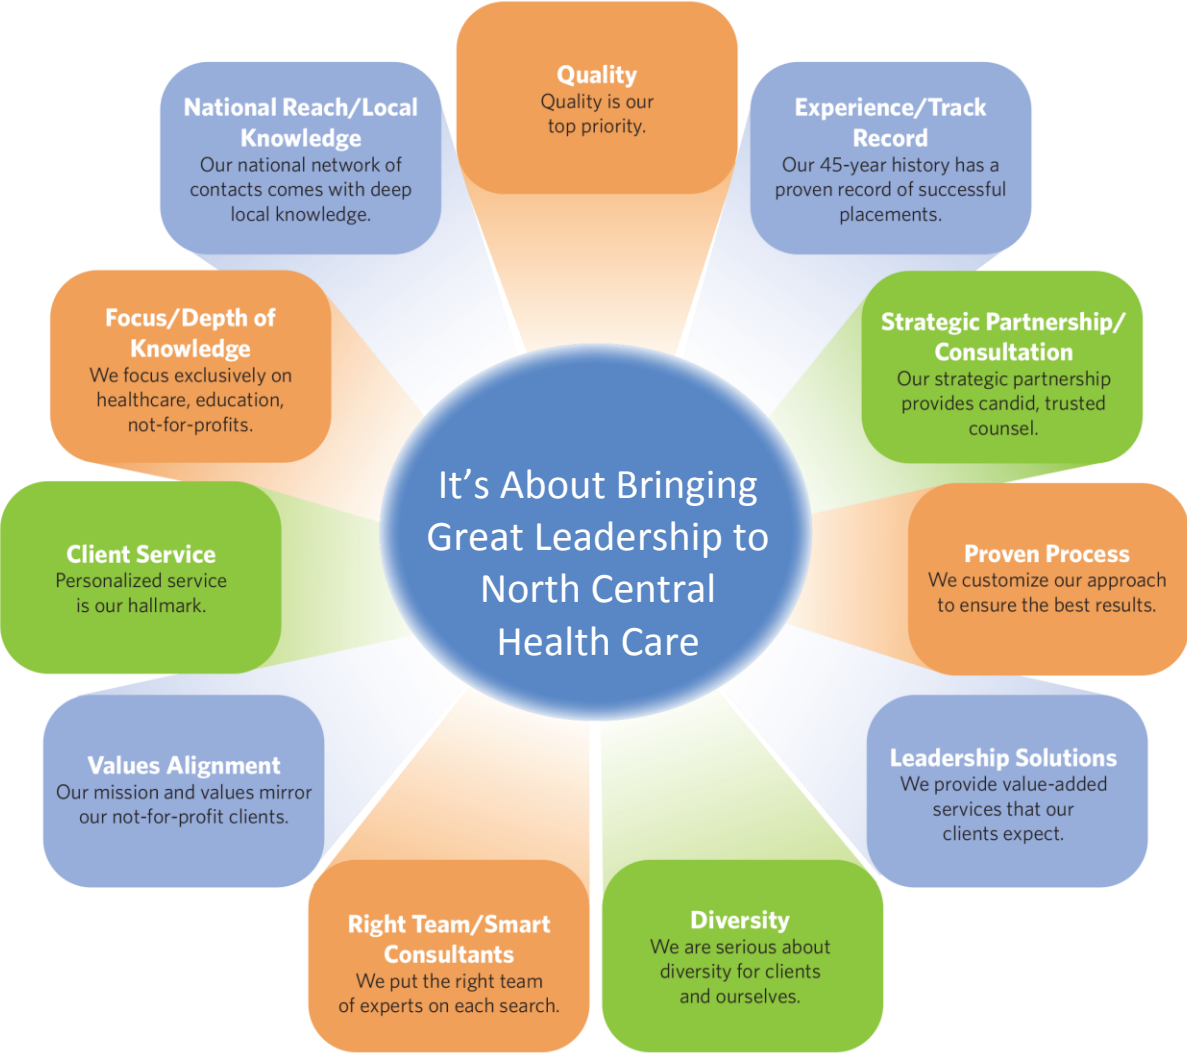 Quality
Quality is our
top priority.
Experience/Track
Record
Our 45-year history has a
proven record of successful
placements.
Strategic Partnership/
Consultation
Our strategic partnership
provides candid, trusted
counsel.
Proven Process
We customize our approach
to ensure the best results.
Leadership Solutions
We provide value-added
services that our
clients expect.
Diversity
We are serious about
diversity for clients
and ourselves.
Right Team/Smart
Consultants
We put the right team
of experts on each search.
Values Alignment
Our mission and values mirror
our not-for-profit clients.
Client Service
Personalized service
is our hallmark.
Focus/Depth of
Knowledge
We focus exclusively on
healthcare, education,
not-for-profits.
National Reach/Local
Knowledge
Our national network of
contacts comes with deep
local knowledge.
It’s About Bringing
Great Leadership to
North Central
Health Care